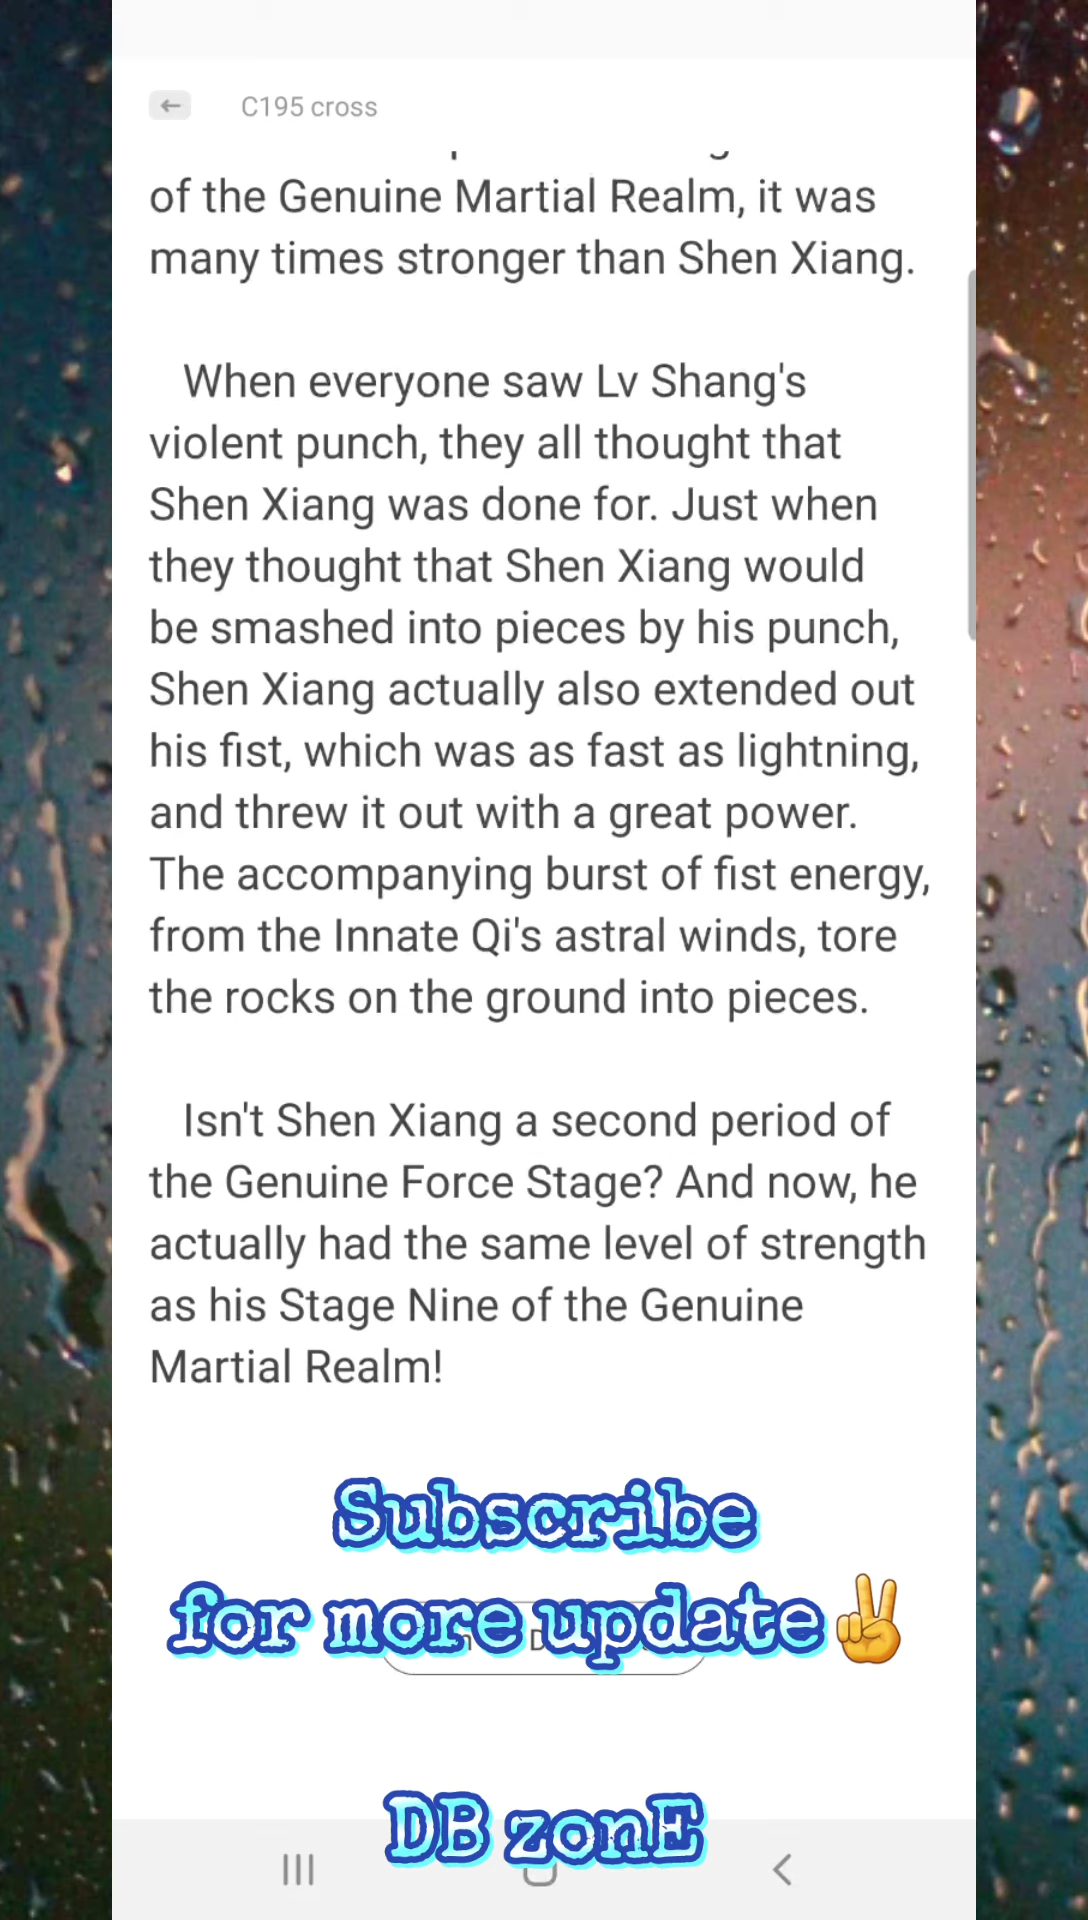 C195 cross
of the Genuine Martial Realm, it was
many times stronger than Shen Xiang.
When everyone saw Lv Shang's
violent punch, they all thought that
Shen Xiang was done for. Just when
they thought that Shen Xiang would
be smashed into pieces by his punch,
Shen Xiang actually also extended out
his fist, which was as fast as lightning,
and threw it out with a great power.
The accompanying burst of fist energy,
from the Innate Qi's astral winds, tore
the rocks on the ground into pieces.
Isn't Shen Xiang a second period of
the Genuine Force Stage? And now, he
actually had the same level of strength
as his Stage Nine of the Genuine
Martial Realm!
Subscribe
for more update✌
DB zonE